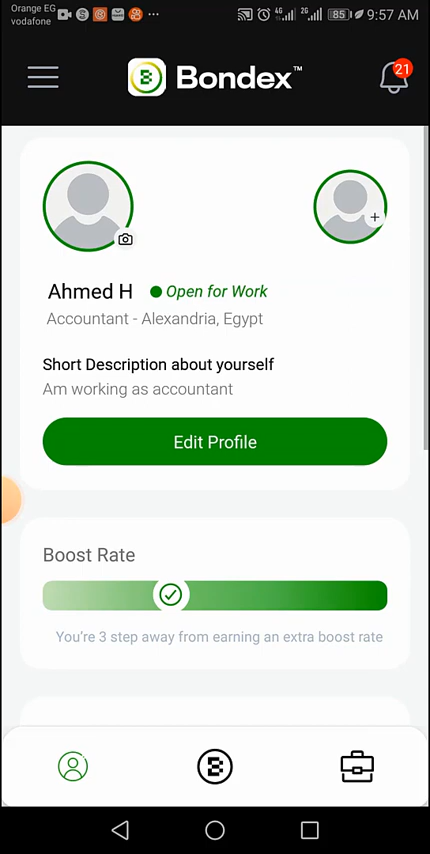 Orange EG
vodafone
4G
2G
85
9:57 AM
Bondex™
21
Ahmed H
Open for Work
Accountant - Alexandria, Egypt
Short Description about yourself
Am working as accountant
Edit Profile
Boost Rate
You're 3 step away from earning an extra boost rate